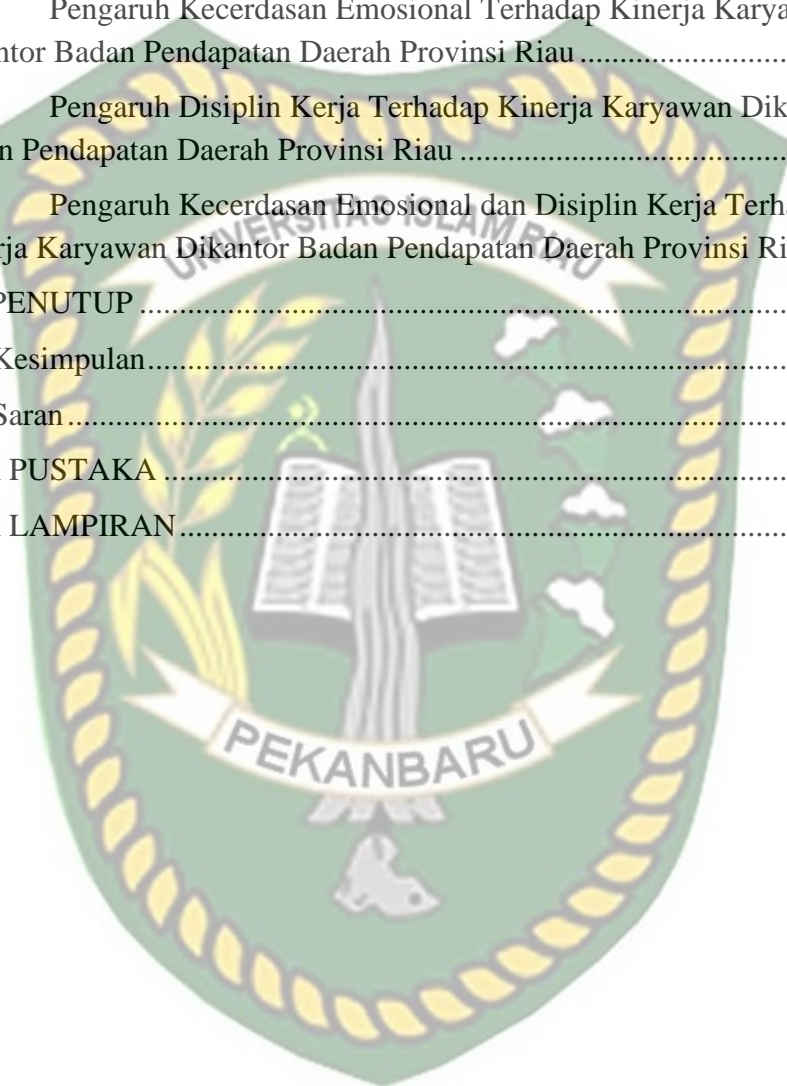 Pengaruh Kecerdasan Emosional Terhadap Kinerja Karya
ntor Badan Pendapatan Daerah Provinsi Riau ..............................
Pengaruh Disiplin Kerja Terhadap Kinerja Karyawan Dik
n Pendapatan Daerah Provinsi Riau ..............................................
Pengaruh Kecerdasan Emosional dan Disiplin Kerja Terha
rja Karyawan Dikantor Badan Pendapatan Daerah Provinsi Ri
UNIVERSITAS ISLAM RIAU
PENUTUP ..............................................................................
Kesimpulan..............................................................................
Saran.......................................................................................
PUSTAKA ..............................................................................
LAMPIRAN..............................................................................
PEKANBARU